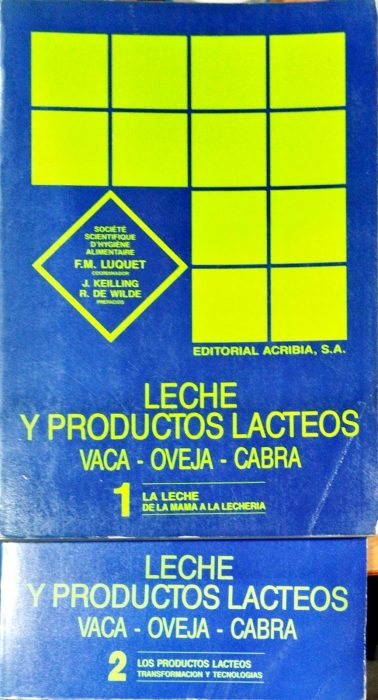 SOCIÉTÉ
SCIENTIFIQUE
D'HYGIÈNE
ALIMENTAIRE
F.M. LUQUET
COORDINADOR
J. KEILLING
R. DE WILDE
PREFACIOS
EDITORIAL ACRIBIA, S.A.
LECHE
Y PRODUCTOS LACTEOS
VACA - OVEJA - CABRA
1 LA LECHE
DE LA MAMA A LA LECHERIA
LECHE
Y PRODUCTOS LACTEOS
VACA - OVEJA - CABRA
2 LOS PRODUCTOS LACTEOS
TRANSFORMACION Y TECNOLOGIAS